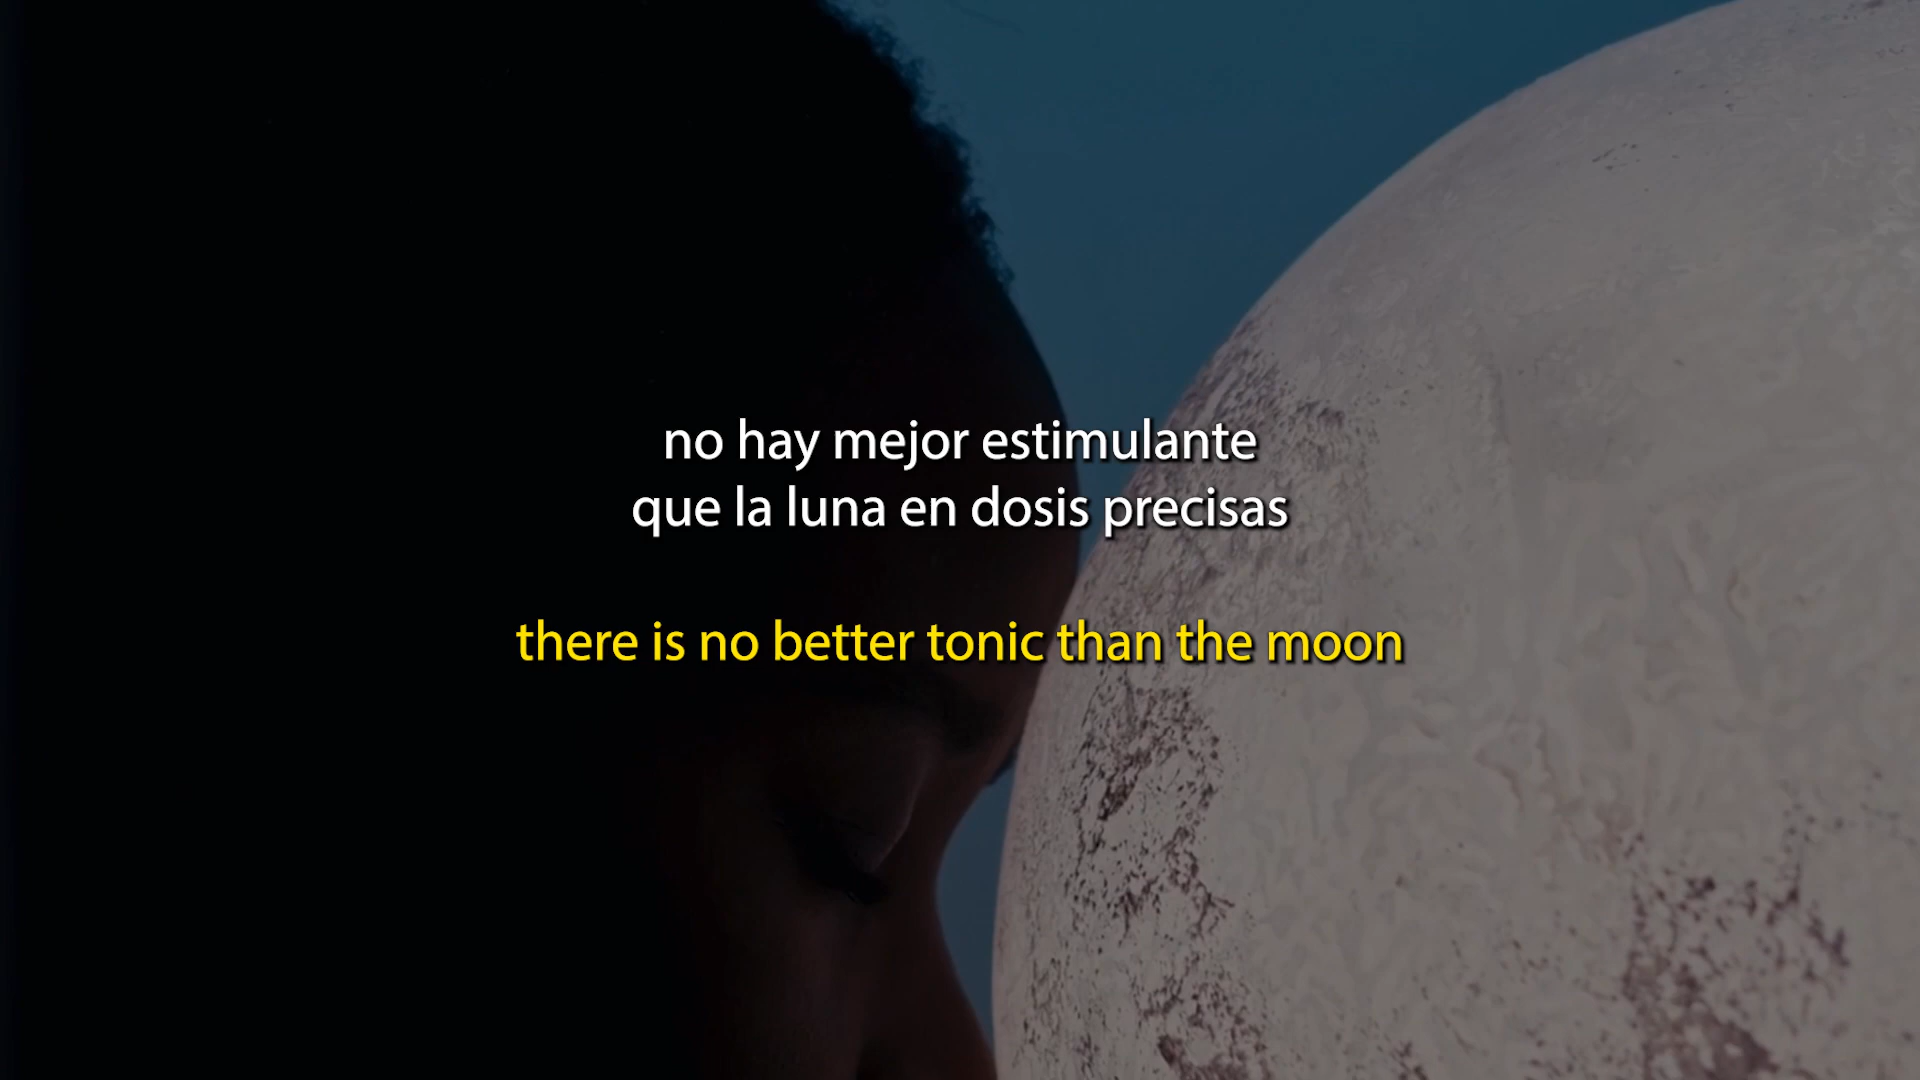 no hay mejor estimulante
que la luna en dosis precisas
there is no better tonic than the moon